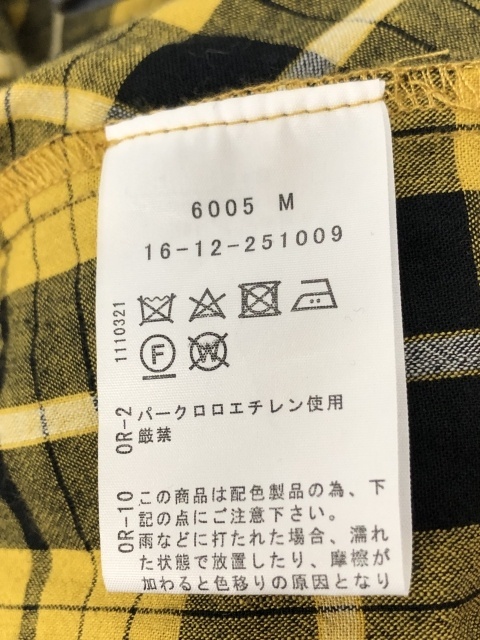 6005 M
16-12-251009
1110321
F
W
OR-2 パークロロエチレン使用
厳禁
OR-10 この商品は配色製品の為、下
記の点にご注意下さい。
雨などに打たれた場合、濡れ
た状態で放置したり、摩擦が
加わると色移りの原因となり